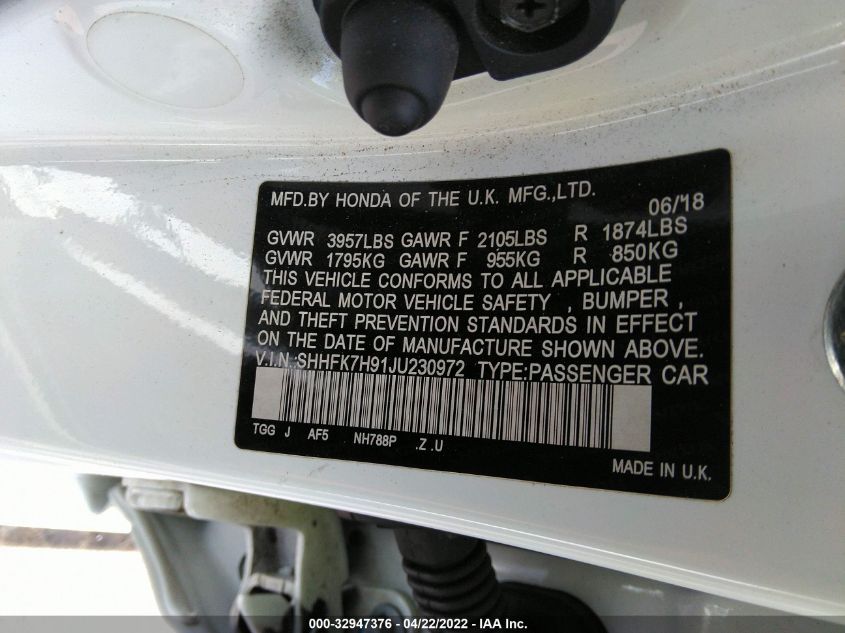 MFD.BY HONDA OF THE U.K. MFG.,LTD. 06/'18
GVWR 3957LBS GAWR F 2105LBS R 1874LBS
GVWR 1795KG GAWR F 955KG R 850KG
THIS VEHICLE CONFORMS TO ALL APPLICABLE
FEDERAL MOTOR VEHICLE SAFETY , BUMPER ,
AND THEFT PREVENTION STANDARDS IN EFFECT
ON THE DATE OF MANUFACTURE SHOWN ABOVE.
V.I.N.:SHHFK7H91JU230972 TYPE:PASSENGER CAR
TGG J AF5 NH788P .Z .U
MADE IN U.K.
000-32947376 - 04/22/2022 - IAA Inc.